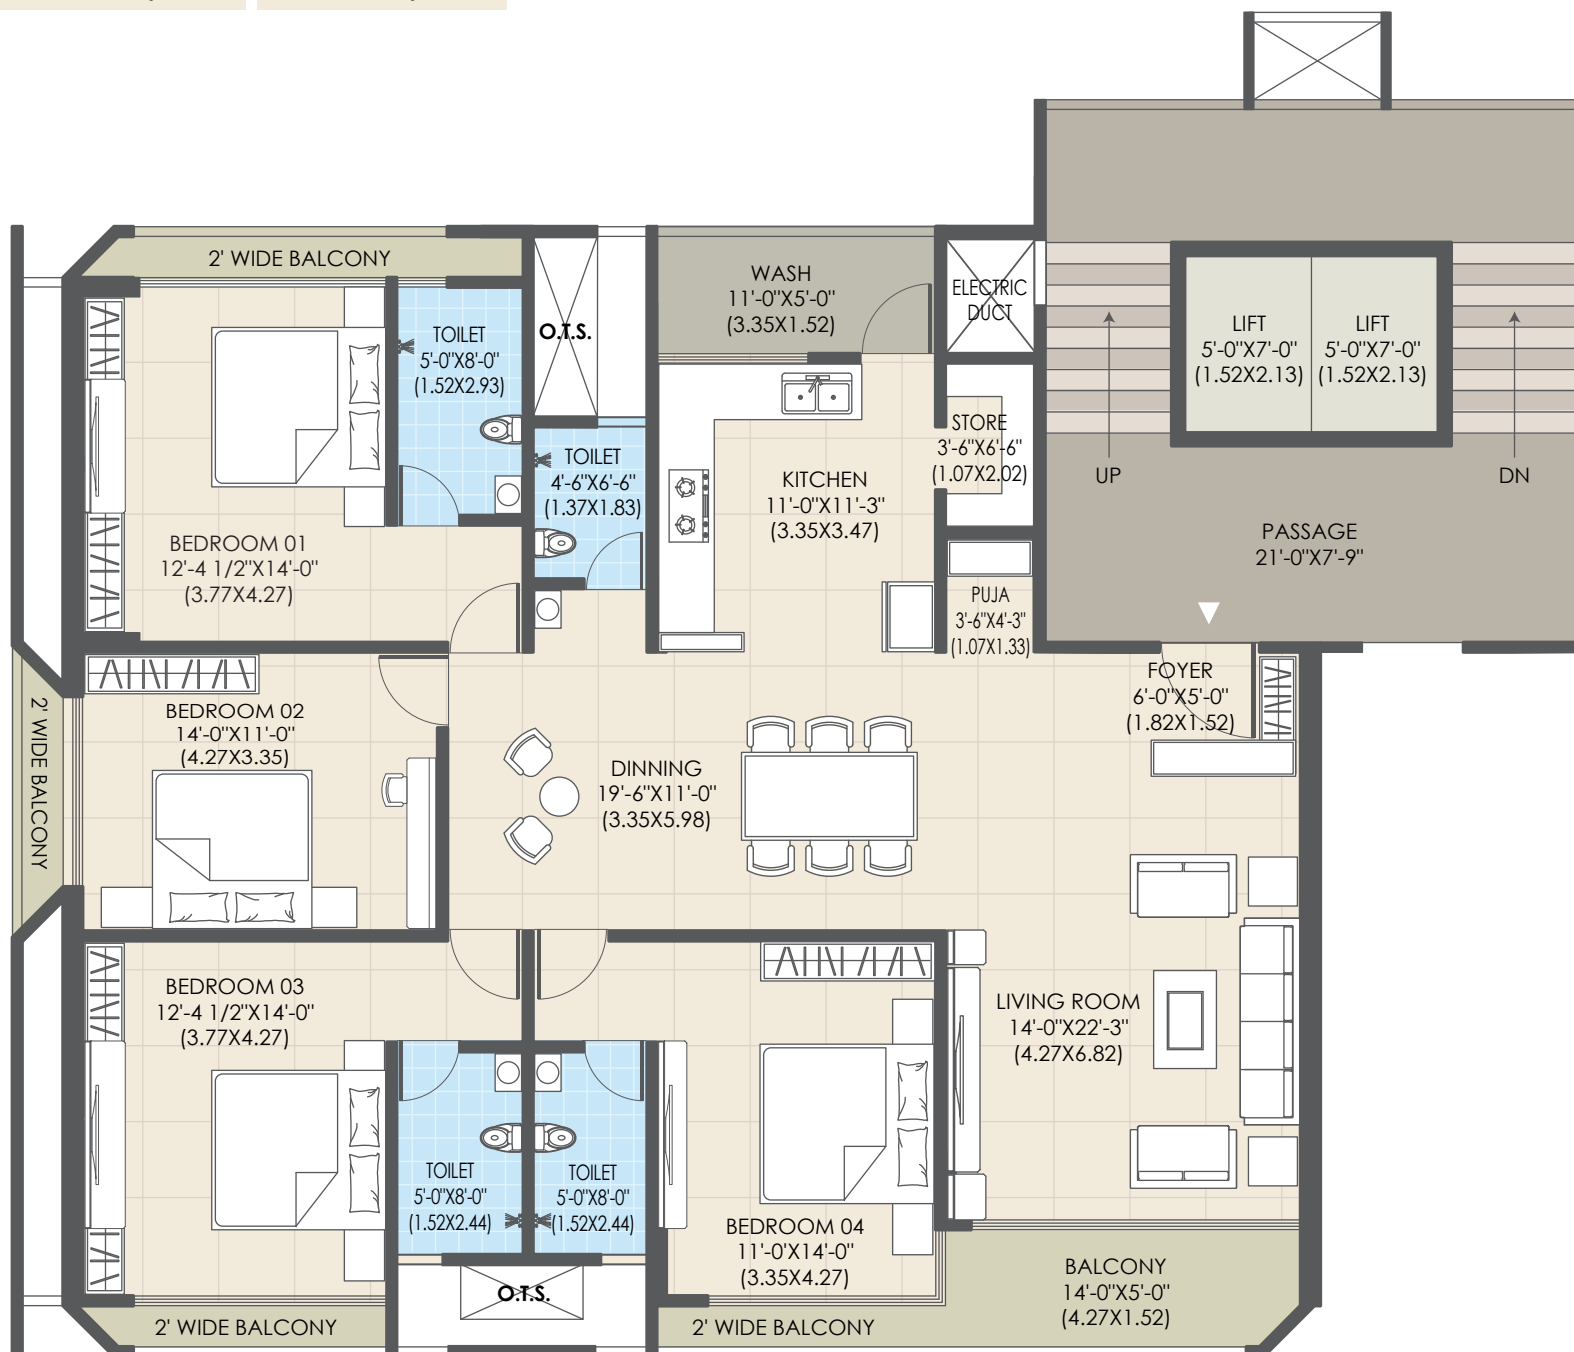 2' WIDE BALCONY
TOILET
5'-0"X8'-0"
(1.52X2.93)
O.T.S.
WASH
11'-0"X5'-0"
(3.35X1.52)
ELECTRIC
DUCT
LIFT
5'-0"X7'-0"
(1.52X2.13)
LIFT
5'-0"X7'-0"
(1.52X2.13)
UP
DN
STORE
3'-6"X6'-6"
(1.07X2.02)
TOILET
4'-6"X6'-6"
(1.37X1.83)
KITCHEN
11'-0"X11'-3"
(3.35X3.47)
PASSAGE
21'-0"X7'-9"
BEDROOM 01
12'-4 1/2"X14'-0"
(3.77X4.27)
PUJA
3'-6"X4'-3"
(1.07X1.33)
FOYER
6'-0"X5'-0"
(1.82X1.52)
2' WIDE BALCONY
BEDROOM 02
14'-0"X11'-0"
(4.27X3.35)
DINNING
19'-6"X11'-0"
(3.35X5.98)
BEDROOM 03
12'-4 1/2"X14'-0"
(3.77X4.27)
LIVING ROOM
14'-0"X22'-3"
(4.27X6.82)
TOILET
5'-0"X8'-0"
(1.52X2.44)
TOILET
5'-0"X8'-0"
(1.52X2.44)
BEDROOM 04
11'-0'X14'-0"
(3.35X4.27)
BALCONY
14'-0"X5'-0"
(4.27X1.52)
O.T.S.
2' WIDE BALCONY
2' WIDE BALCONY